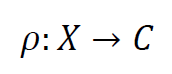 𝜌: 𝑋 → 𝐶